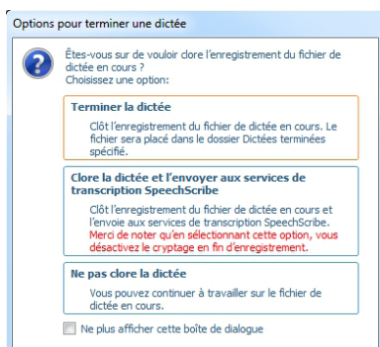 Options pour terminer une dictée
Êtes-vous sur de vouloir clore l'enregistrement du fichier de
dictée en cours ?
Choisissez une option:
Terminer la dictée
Clôt l'enregistrement du fichier de dictée en cours. Le
fichier sera placé dans le dossier Dictées terminées
spécifié.
Clore la dictée et l'envoyer aux services de
transcription SpeechScribe
Clôt l'enregistrement du fichier de dictée en cours et
l'envoie aux services de transcription SpeechScribe.
Merci de noter qu'en sélectionnant cette option, vous
désactivez le cryptage en fin d'enregistrement.
Ne pas clore la dictée
Vous pouvez continuer à travailler sur le fichier de
dictée en cours.
Ne plus afficher cette boîte de dialogue